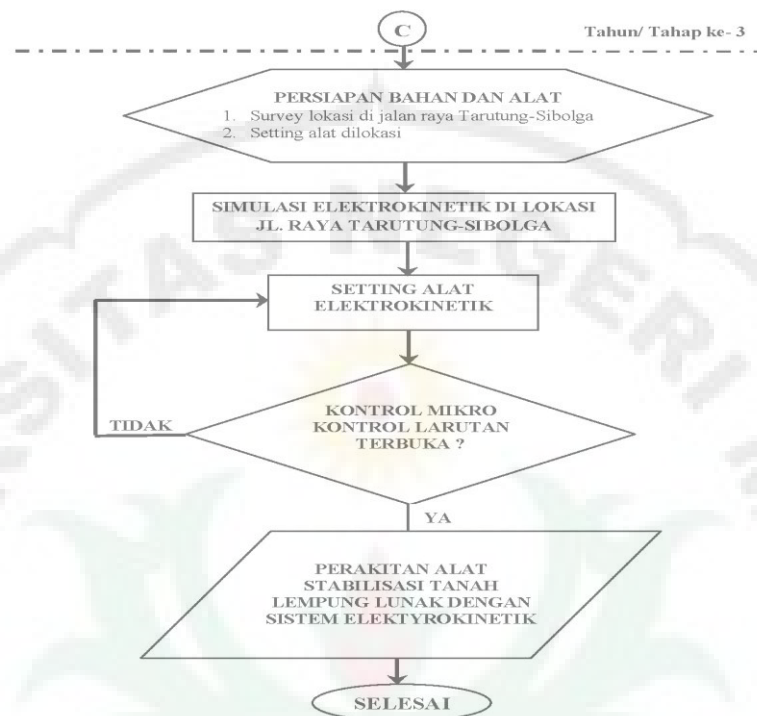 C
Tahun/ Tahap ke- 3
PERSIAPAN BAHAN DAN ALAT
1. Survey lokasi di jalan raya Tarutung-Sibolga
2. Setting alat dilokasi
SIMULASI ELEKTROKINETIK DI LOKASI
JL. RAYA TARUTUNG-SIBOLGA
SETTING ALAT
ELEKTROKINETIK
KONTROL MIKRO
KONTROL LARUTAN
TERBUKA ?
TIDAK
YA
PERAKITAN ALAT
STABILISASI TANAH
LEMPUNG LUNAK DENGAN
SISTEM ELEKTYROKINETIK
SELESAI